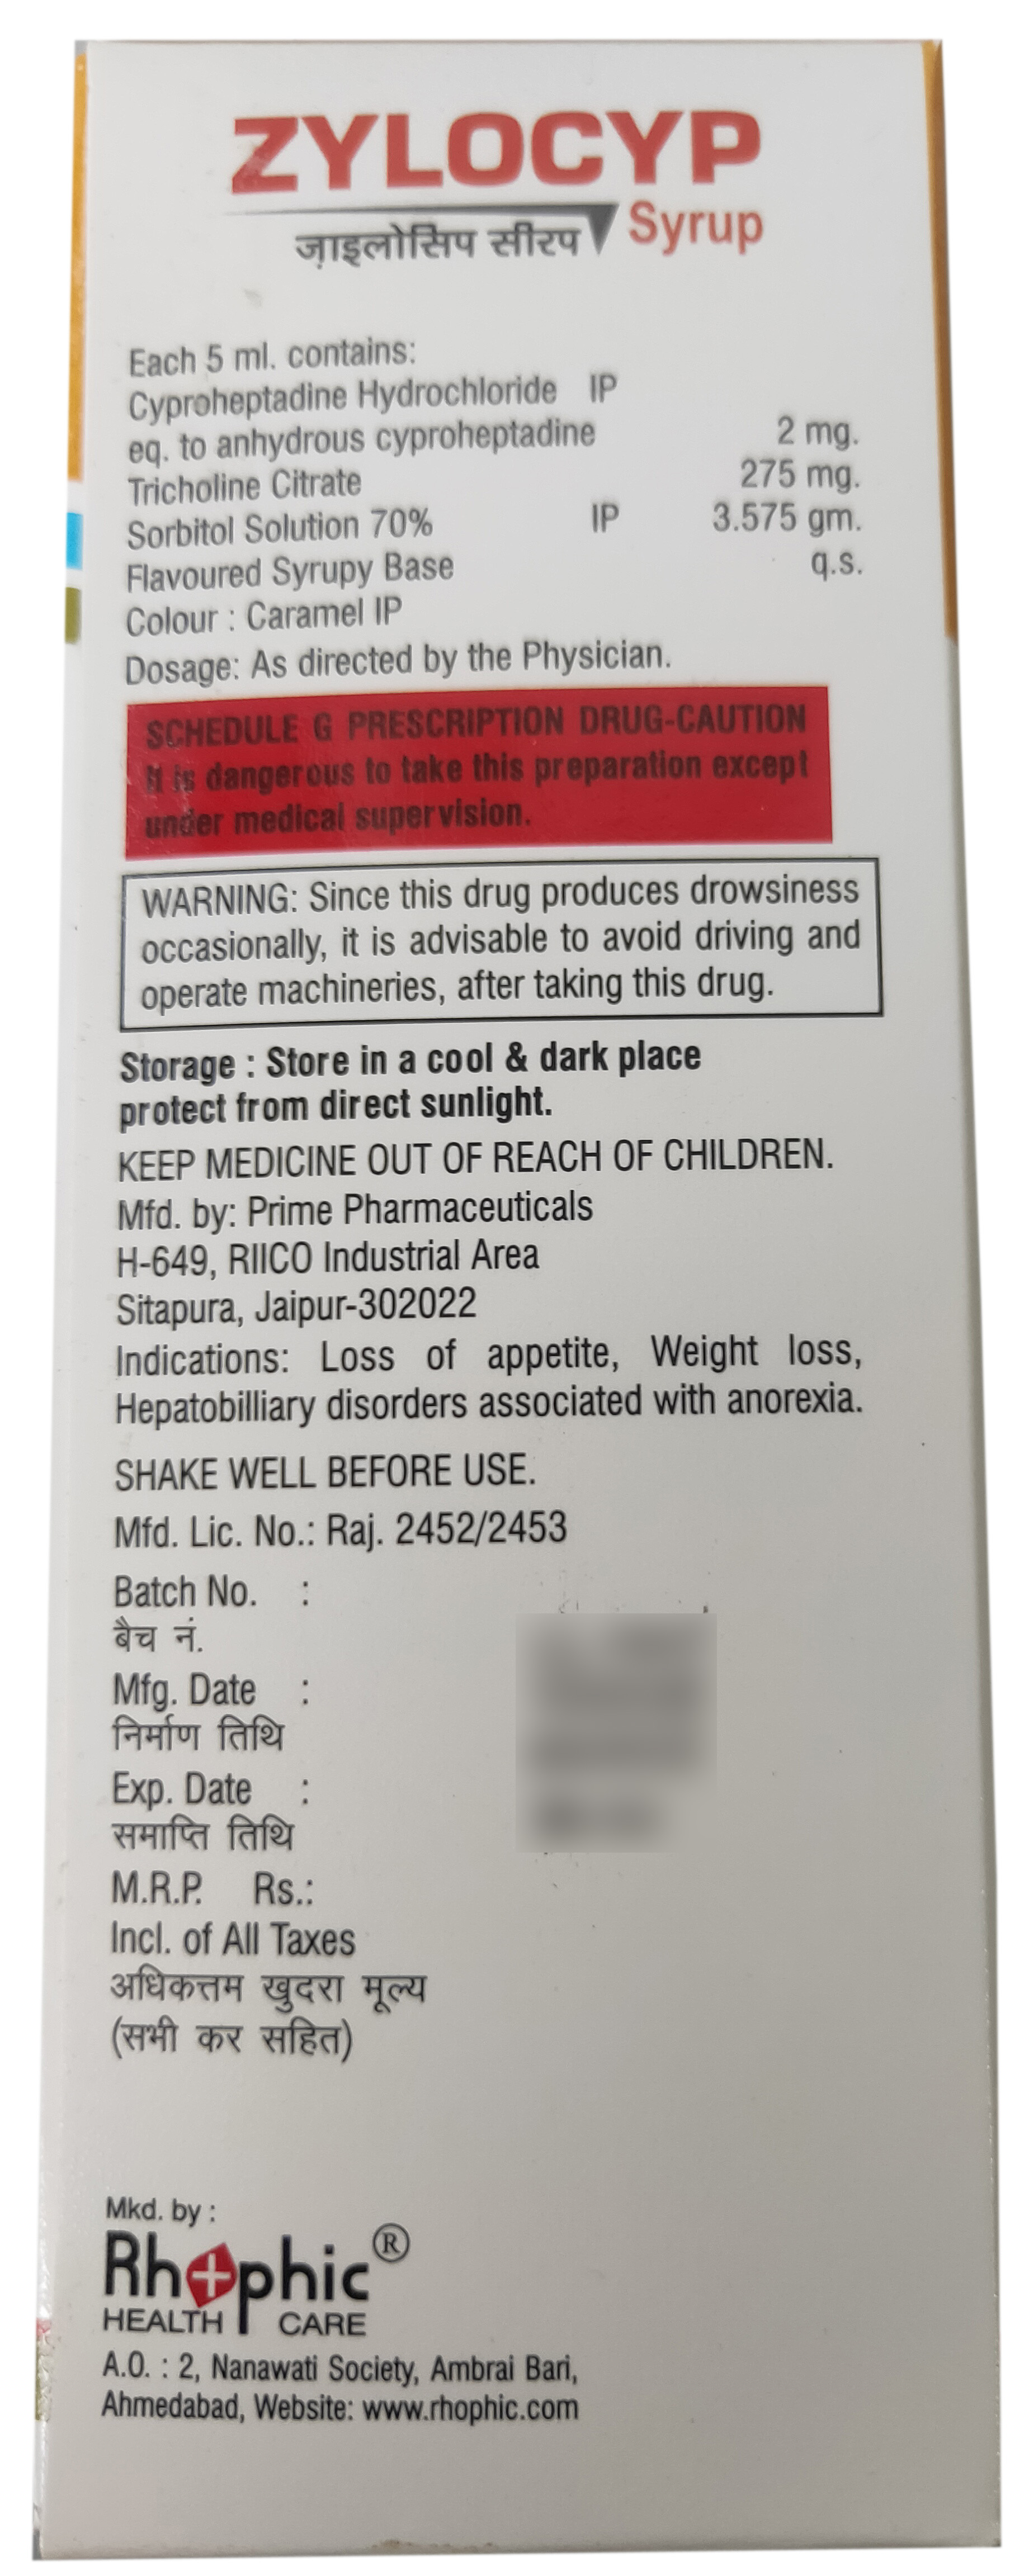 ZYLOCYP
ज़ाइलोसिप सीरप Syrup
Each 5 ml. contains:
Cyproheptadine Hydrochloride IP
eq. to anhydrous cyproheptadine 2 mg.
Tricholine Citrate 275 mg.
Sorbitol Solution 70% IP 3.575 gm.
Flavoured Syrupy Base q.s.
Colour : Caramel IP
Dosage: As directed by the Physician.
SCHEDULE G PRESCRIPTION DRUG-CAUTION
It is dangerous to take this preparation except
under medical supervision.
WARNING: Since this drug produces drowsiness
occasionally, it is advisable to avoid driving and
operate machineries, after taking this drug.
Storage : Store in a cool & dark place
protect from direct sunlight.
KEEP MEDICINE OUT OF REACH OF CHILDREN.
Mfd. by: Prime Pharmaceuticals
H-649, RIICO Industrial Area
Sitapura, Jaipur-302022
Indications: Loss of appetite, Weight loss,
Hepatobilliary disorders associated with anorexia.
SHAKE WELL BEFORE USE.
Mfd. Lic. No.: Raj. 2452/2453
Batch No. :
बैच नं.
Mfg. Date :
निर्माण तिथि
Exp. Date :
समाप्ति तिथि
M.R.P. Rs.:
Incl. of All Taxes
अधिकत्तम खुदरा मूल्य
(सभी कर सहित)
Mkd. by :
Rhophic®
HEALTH CARE
A.O. : 2, Nanawati Society, Ambrai Bari,
Ahmedabad, Website: www.rhophic.com